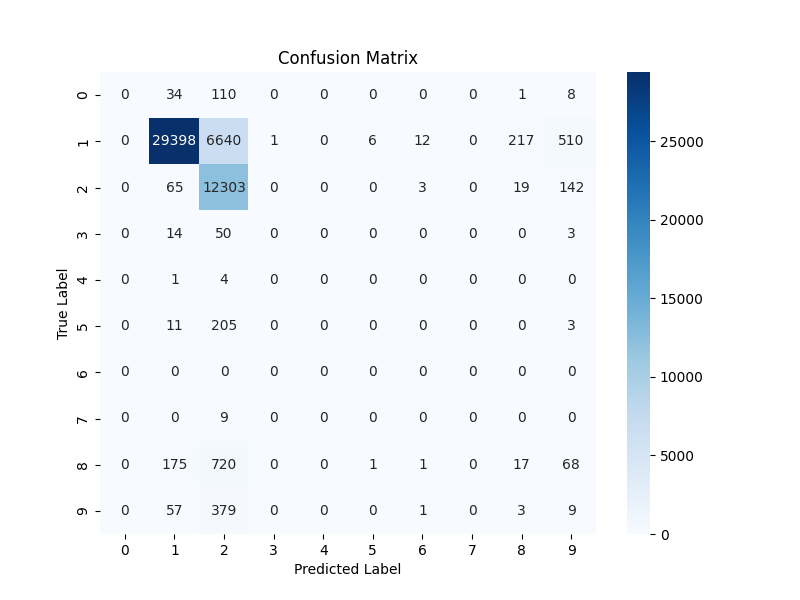 Confusion Matrix
0 0 34 110 0 0 0 0 0 1 8
1 0 29398 6640 1 0 6 12 0 217 510 25000
2 0 65 12303 0 0 0 3 0 19 142 20000
3 0 14 50 0 0 0 0 0 0 3
4 0 1 4 0 0 0 0 0 0 0 15000
True Label
5 0 11 205 0 0 0 0 0 0 3 10000
6 0 0 0 0 0 0 0 0 0 0
7 0 0 9 0 0 0 0 0 0 0
8 0 175 720 0 0 1 1 0 17 68 5000
9 0 57 379 0 0 0 1 0 3 9
0
0 1 2 3 4 5 6 7 8 9
Predicted Label